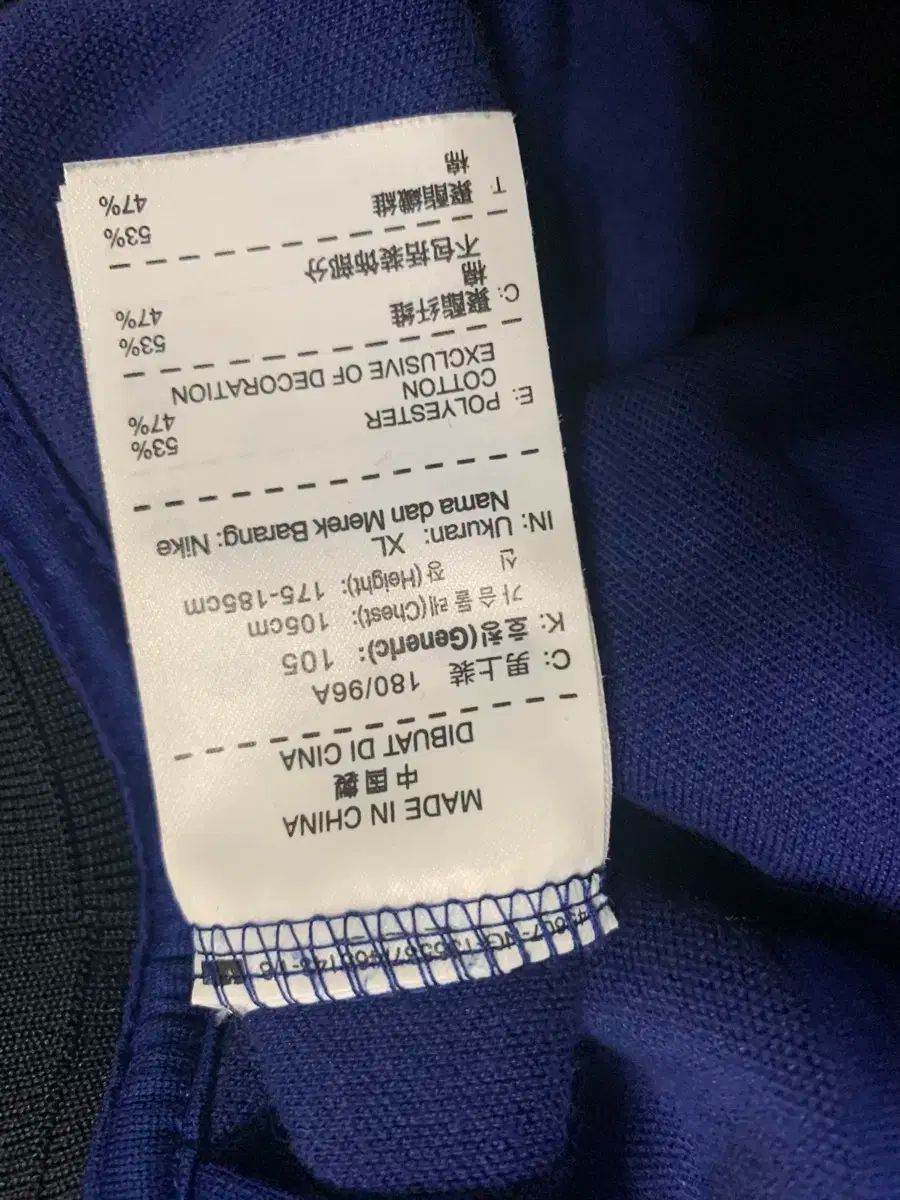 MADE IN CHINA
中國製
DIBUAT DI CINA
C: 男上装 180/96A
K: 호칭(Generic): 105
가슴둘레(Chest): 105cm
신 장(Height): 175-185cm
IN: Ukuran: XL
Nama dan Merek Barang: Nike
E: POLYESTER 53%
COTTON 47%
EXCLUSIVE OF DECORATION
C: 聚酯纤维 53%
棉 47%
不包括装饰部分
T 聚酯纖維 53%
棉 47%